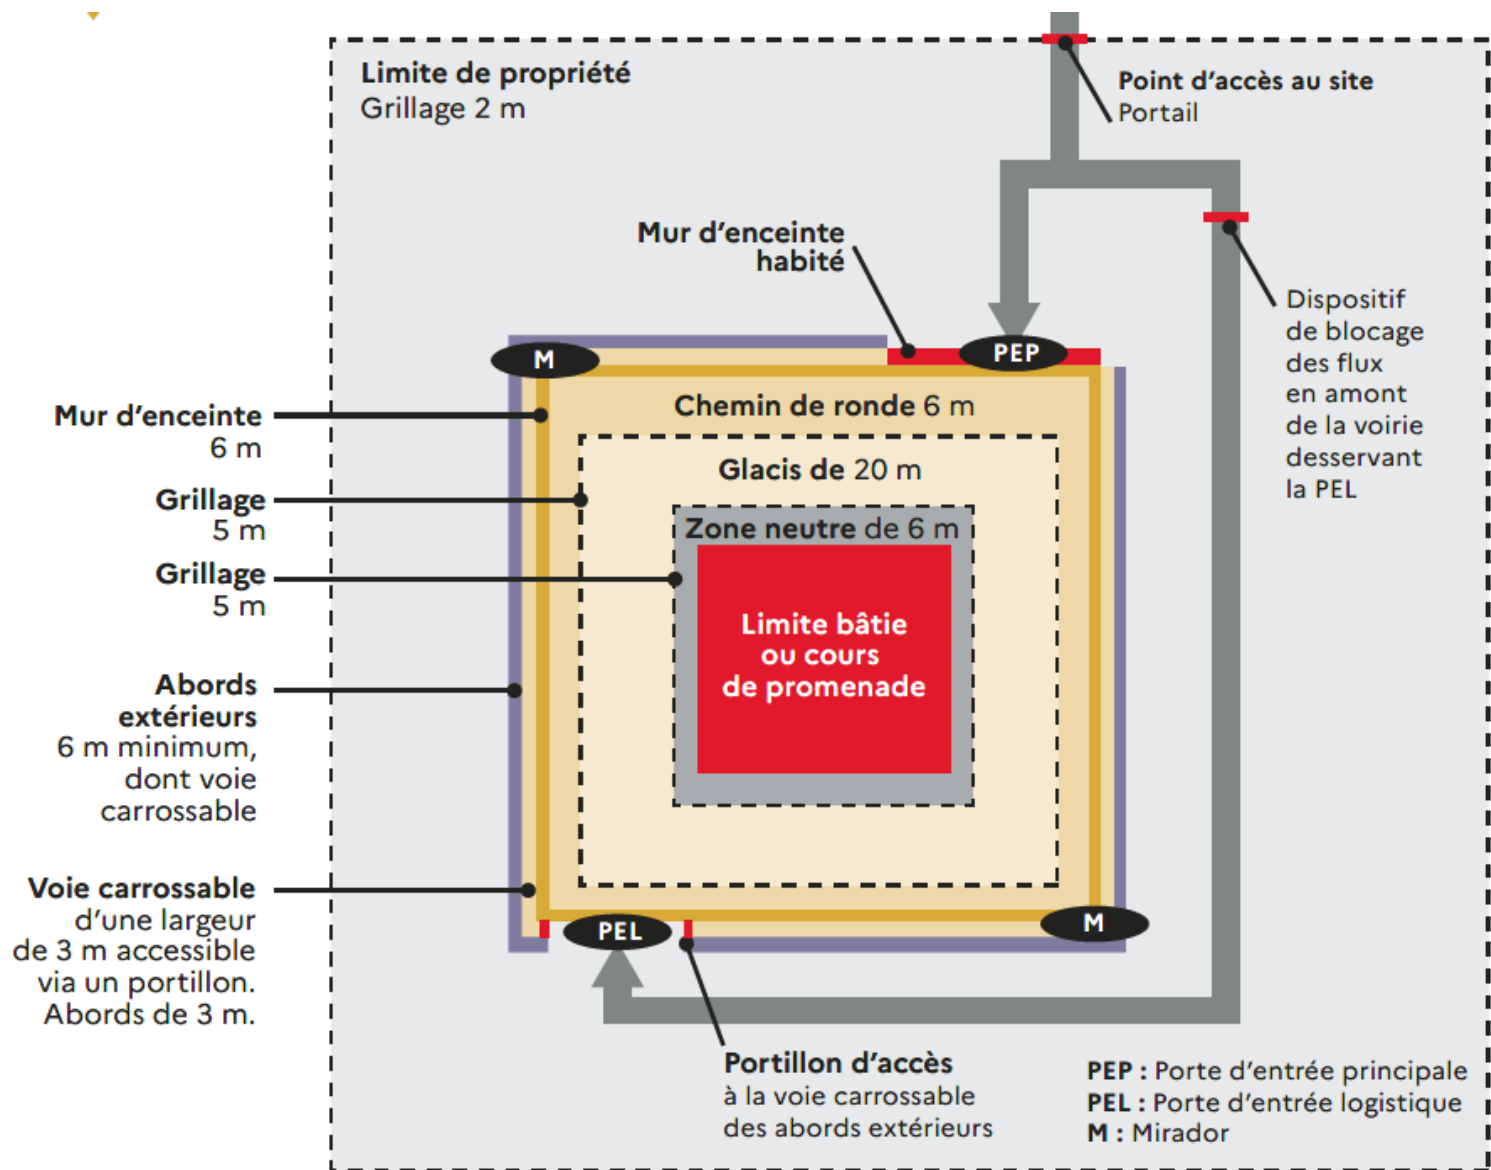 Limite de propriété
Grillage 2 m
Point d'accès au site
Portail
Mur d'enceinte
habité
Dispositif
de blocage
des flux
en amont
de la voirie
desservant
la PEL
M
PEP
Mur d'enceinte
6 m
Chemin de ronde 6 m
Glacis de 20 m
Grillage
5 m
Zone neutre de 6 m
Grillage
5 m
Limite bâtie
ou cours
de promenade
Abords
extérieurs
6 m minimum,
dont voie
carrossable
Voie carrossable
d'une largeur
de 3 m accessible
via un portillon.
Abords de 3 m.
PEL
M
Portillon d'accès
à la voie carrossable
des abords extérieurs
PEP : Porte d'entrée principale
PEL : Porte d'entrée logistique
M : Mirador